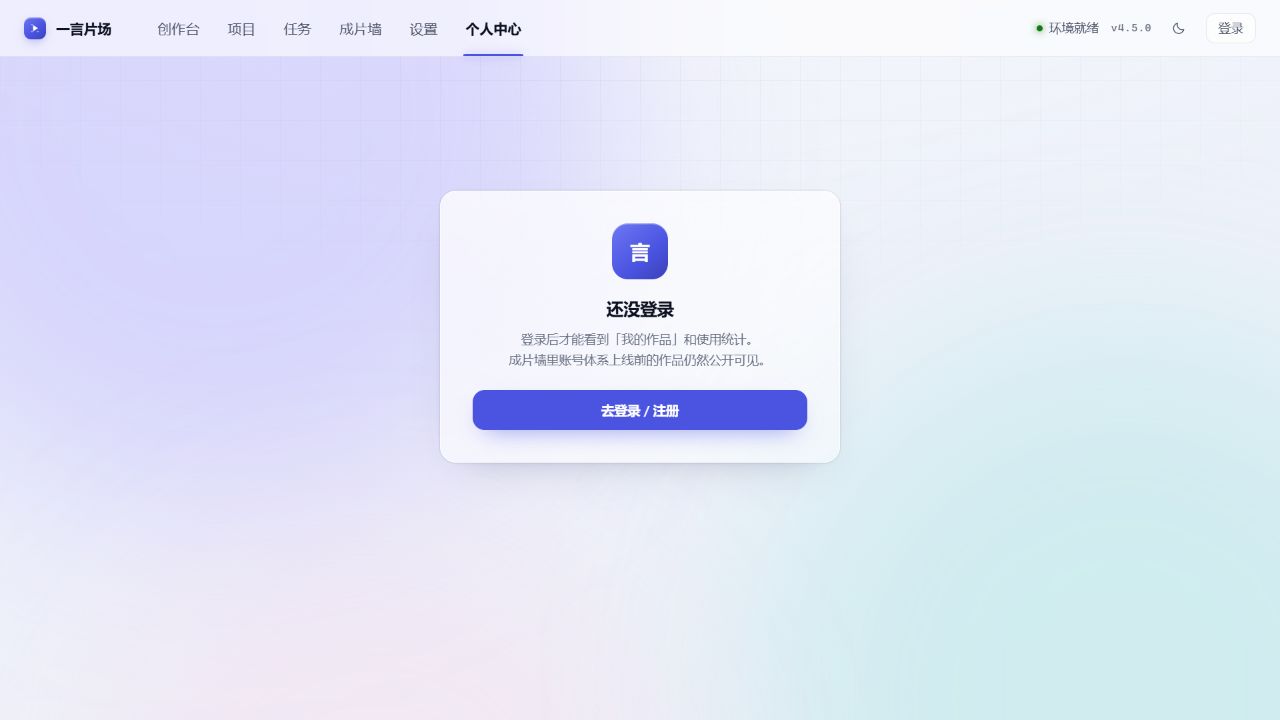 一言片场
创作台
项目
任务
成片墙
设置
个人中心
环境就绪
v4.5.0
登录
言
还没登录
登录后才能看到「我的作品」和使用统计。
成片墙里账号体系上线前的作品仍然公开可见。
去登录 / 注册